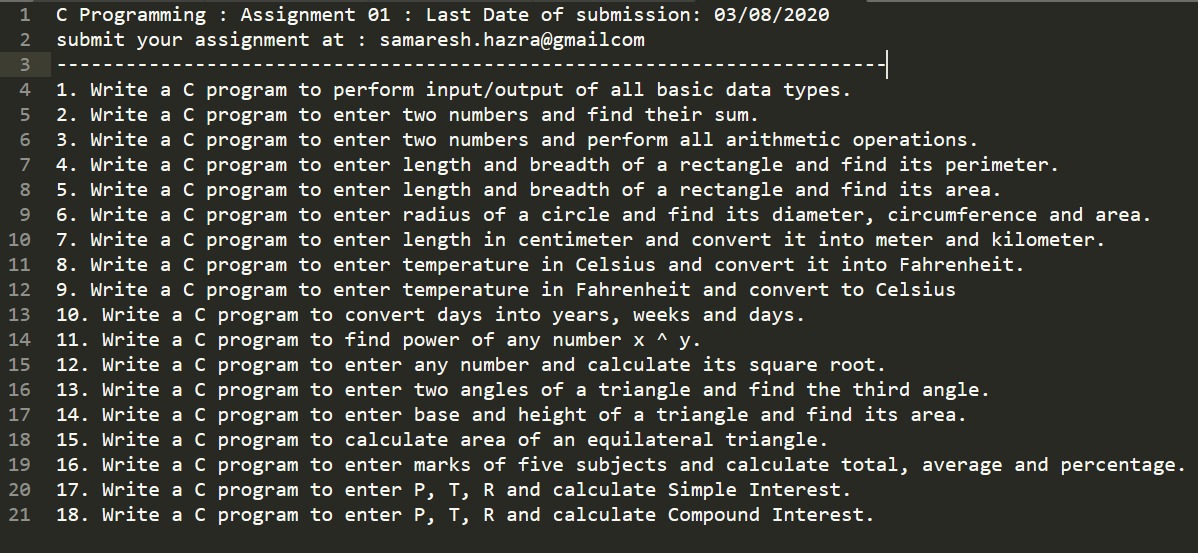 1 C Programming : Assignment 01 : Last Date of submission: 03/08/2020
2 submit your assignment at : samaresh.hazra@gmailcom
3 ------------------------------------------------------------------------
4 1. Write a C program to perform input/output of all basic data types.
5 2. Write a C program to enter two numbers and find their sum.
6 3. Write a C program to enter two numbers and perform all arithmetic operations.
7 4. Write a C program to enter length and breadth of a rectangle and find its perimeter.
8 5. Write a C program to enter length and breadth of a rectangle and find its area.
9 6. Write a C program to enter radius of a circle and find its diameter, circumference and area.
10 7. Write a C program to enter length in centimeter and convert it into meter and kilometer.
11 8. Write a C program to enter temperature in Celsius and convert it into Fahrenheit.
12 9. Write a C program to enter temperature in Fahrenheit and convert to Celsius
13 10. Write a C program to convert days into years, weeks and days.
14 11. Write a C program to find power of any number x ^ y.
15 12. Write a C program to enter any number and calculate its square root.
16 13. Write a C program to enter two angles of a triangle and find the third angle.
17 14. Write a C program to enter base and height of a triangle and find its area.
18 15. Write a C program to calculate area of an equilateral triangle.
19 16. Write a C program to enter marks of five subjects and calculate total, average and percentage.
20 17. Write a C program to enter P, T, R and calculate Simple Interest.
21 18. Write a C program to enter P, T, R and calculate Compound Interest.